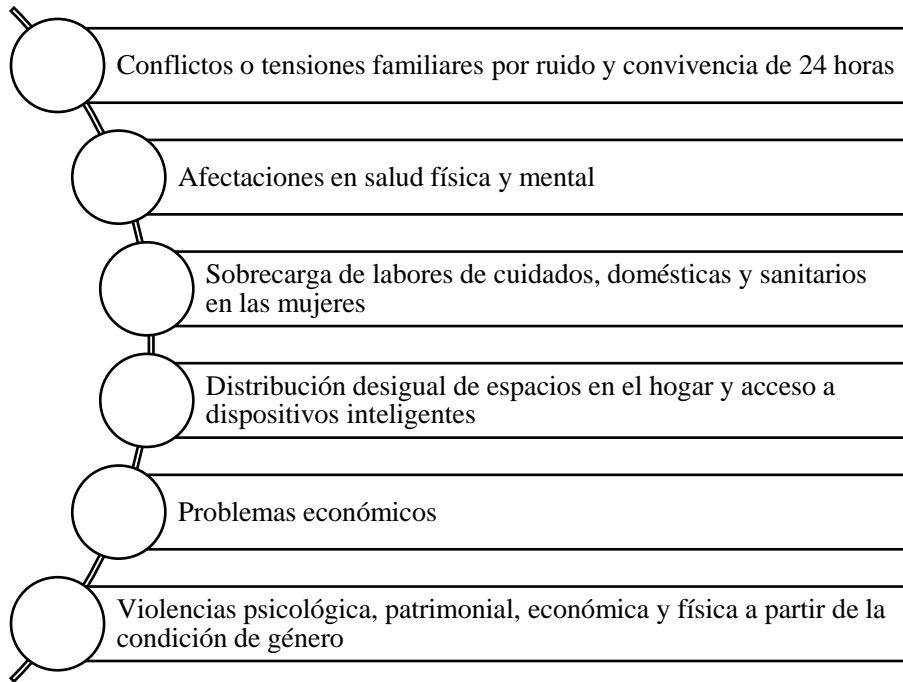 Conflictos o tensiones familiares por ruido y convivencia de 24 horas
Afectaciones en salud física y mental
Sobrecarga de labores de cuidados, domésticas y sanitarios
en las mujeres
Distribución desigual de espacios en el hogar y acceso a
dispositivos inteligentes
Problemas económicos
Violencias psicológica, patrimonial, económica y física a partir de la
condición de género